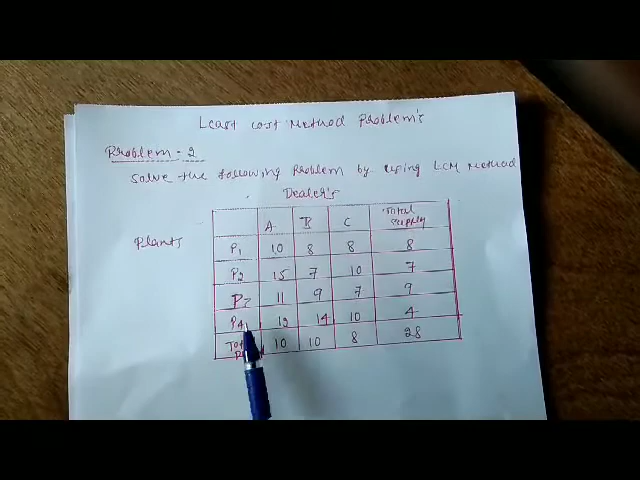 Least cost Method Problem's
Problem - 2
Solve the following Problem by using LCM Method
Dealer's
Plants
A B C Total Supply
P1 10 8 8 8
P2 15 7 10 7
P3 11 9 7 9
P4 14 10 4
10 10 8 28